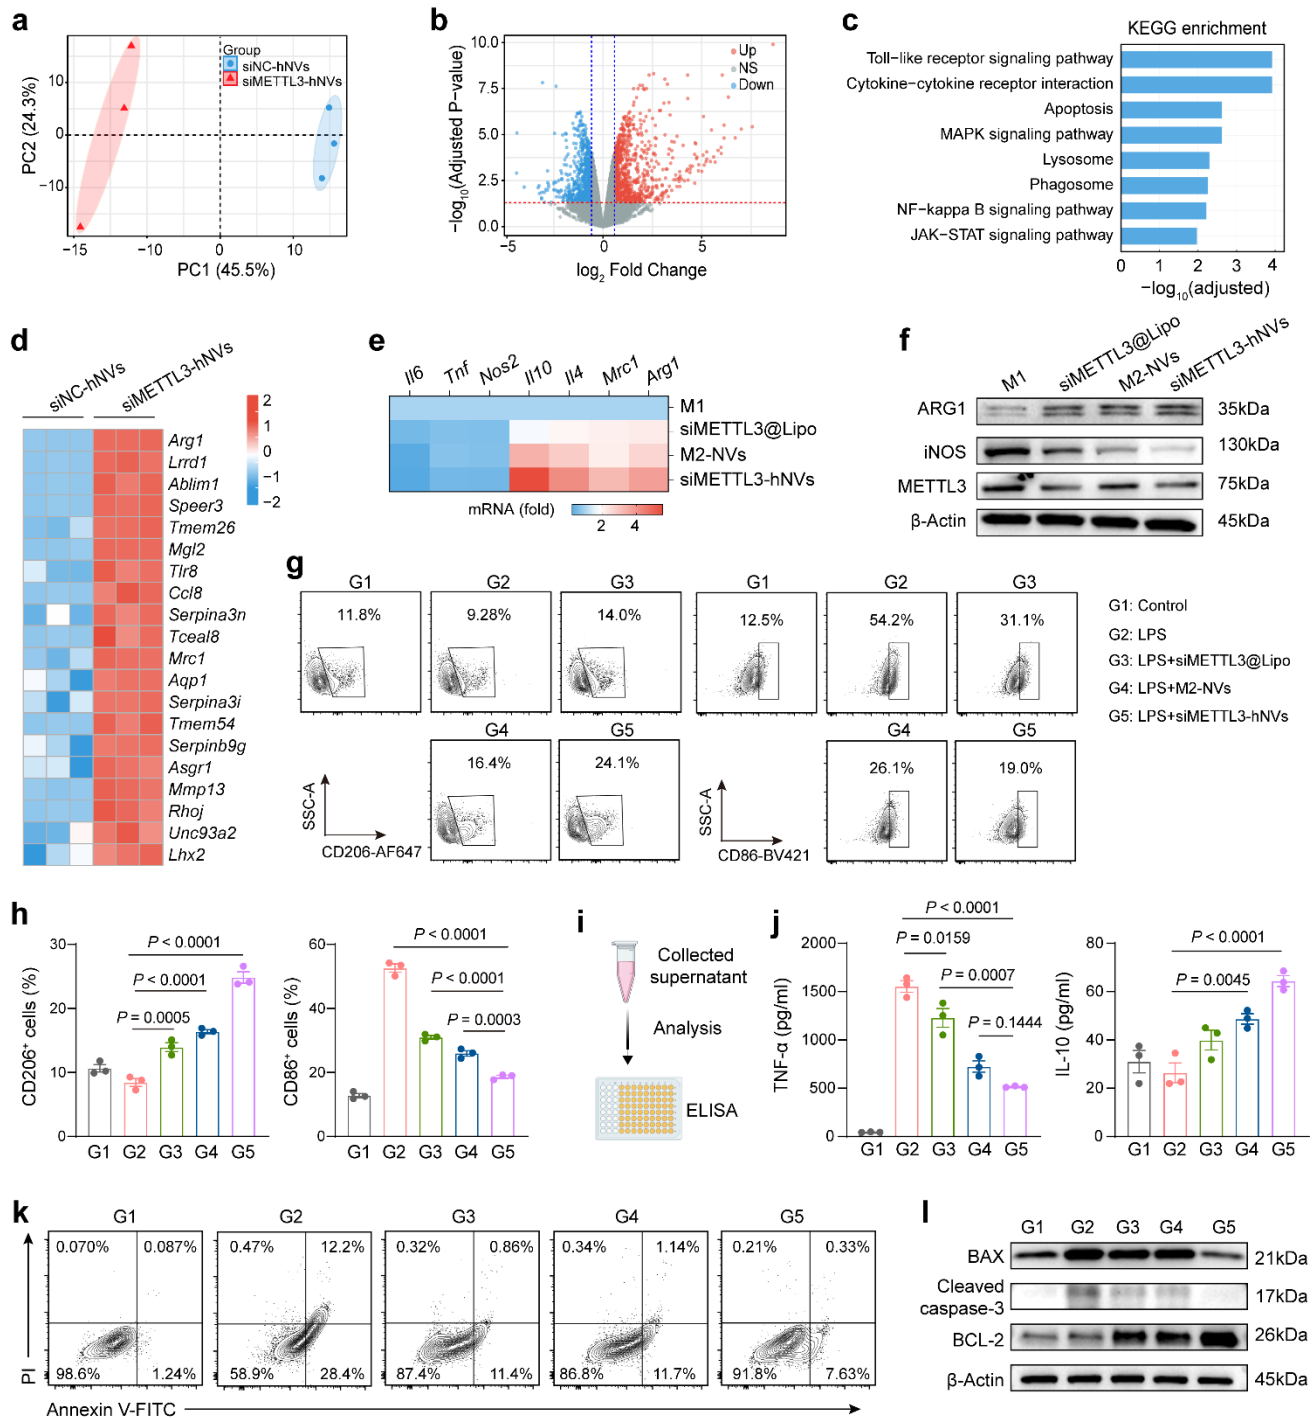 a
Group
siNC-hNVs
siMETTL3-hNVs
10
0
−10
−15
−10
0
10
PC2 (24.3%)
PC1 (45.5%)
b
Up
NS
Down
10.0
7.5
5.0
2.5
0.0
−5
0
5
−log10(Adjusted P-value)
log2 Fold Change
c
KEGG enrichment
Toll−like receptor signaling pathway
Cytokine−cytokine receptor interaction
Apoptosis
MAPK signaling pathway
Lysosome
Phagosome
NF−kappa B signaling pathway
JAK−STAT signaling pathway
0 1 2 3 4
−log10(adjusted)
d
siNC-hNVs
siMETTL3-hNVs
2
1
0
−1
−2
Arg1
Lrrd1
Ablim1
Speer3
Tmem26
Mgl2
Tlr8
Ccl8
Serpina3n
Tceal8
Mrc1
Aqp1
Serpina3i
Tmem54
Serpinb9g
Asgr1
Mmp13
Rhoj
Unc93a2
Lhx2
e
Il6 Tnf Nos2 Il10 Il4 Mrc1 Arg1
M1
siMETTL3@Lipo
M2-NVs
siMETTL3-hNVs
mRNA (fold)
2 4
f
M1 siMETTL3@Lipo M2-NVs siMETTL3-hNVs
ARG1 35kDa
iNOS 130kDa
METTL3 75kDa
β-Actin 45kDa
g
G1 G2 G3 G1 G2 G3
11.8% 9.28% 14.0% 12.5% 54.2% 31.1%
G4 G5 G4 G5
16.4% 24.1% 26.1% 19.0%
SSC-A
CD206-AF647
SSC-A
CD86-BV421
G1: Control
G2: LPS
G3: LPS+siMETTL3@Lipo
G4: LPS+M2-NVs
G5: LPS+siMETTL3-hNVs
h
CD206+ cells (%)
30
20
10
0
P < 0.0001
P < 0.0001
P = 0.0005
G1 G2 G3 G4 G5
CD86+ cells (%)
60
40
20
0
P < 0.0001
P < 0.0001
P = 0.0003
G1 G2 G3 G4 G5
i
Collected
supernatant
Analysis
ELISA
j
TNF-α (pg/ml)
2000
1500
1000
500
0
P < 0.0001
P = 0.0159
P = 0.0007
P = 0.1444
G1 G2 G3 G4 G5
IL-10 (pg/ml)
80
60
40
20
0
P < 0.0001
P = 0.0045
G1 G2 G3 G4 G5
k
G1 G2 G3 G4 G5
0.070% 0.087% 0.47% 12.2% 0.32% 0.86% 0.34% 1.14% 0.21% 0.33%
98.6% 1.24% 58.9% 28.4% 87.4% 11.4% 86.8% 11.7% 91.8% 7.63%
PI
Annexin V-FITC
l
G1 G2 G3 G4 G5
BAX 21kDa
Cleaved
caspase-3 17kDa
BCL-2 26kDa
β-Actin 45kDa